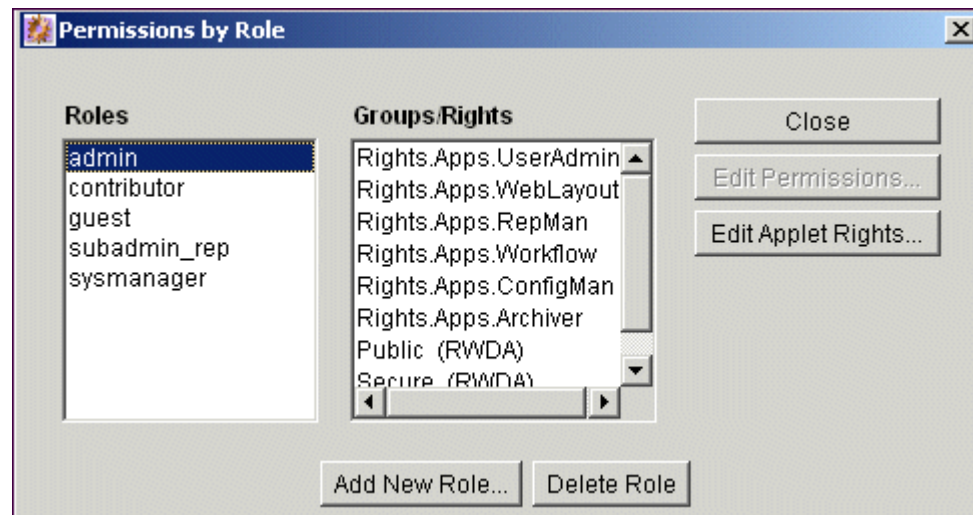 Permissions by Role
Roles
admin
contributor
guest
subadmin_rep
sysmanager
Groups/Rights
Rights.Apps.UserAdmin
Rights.Apps.WebLayout
Rights.Apps.RepMan
Rights.Apps.Workflow
Rights.Apps.ConfigMan
Rights.Apps.Archiver
Public (RWDA)
Secure (RWDA)
Close
Edit Permissions...
Edit Applet Rights...
Add New Role...
Delete Role